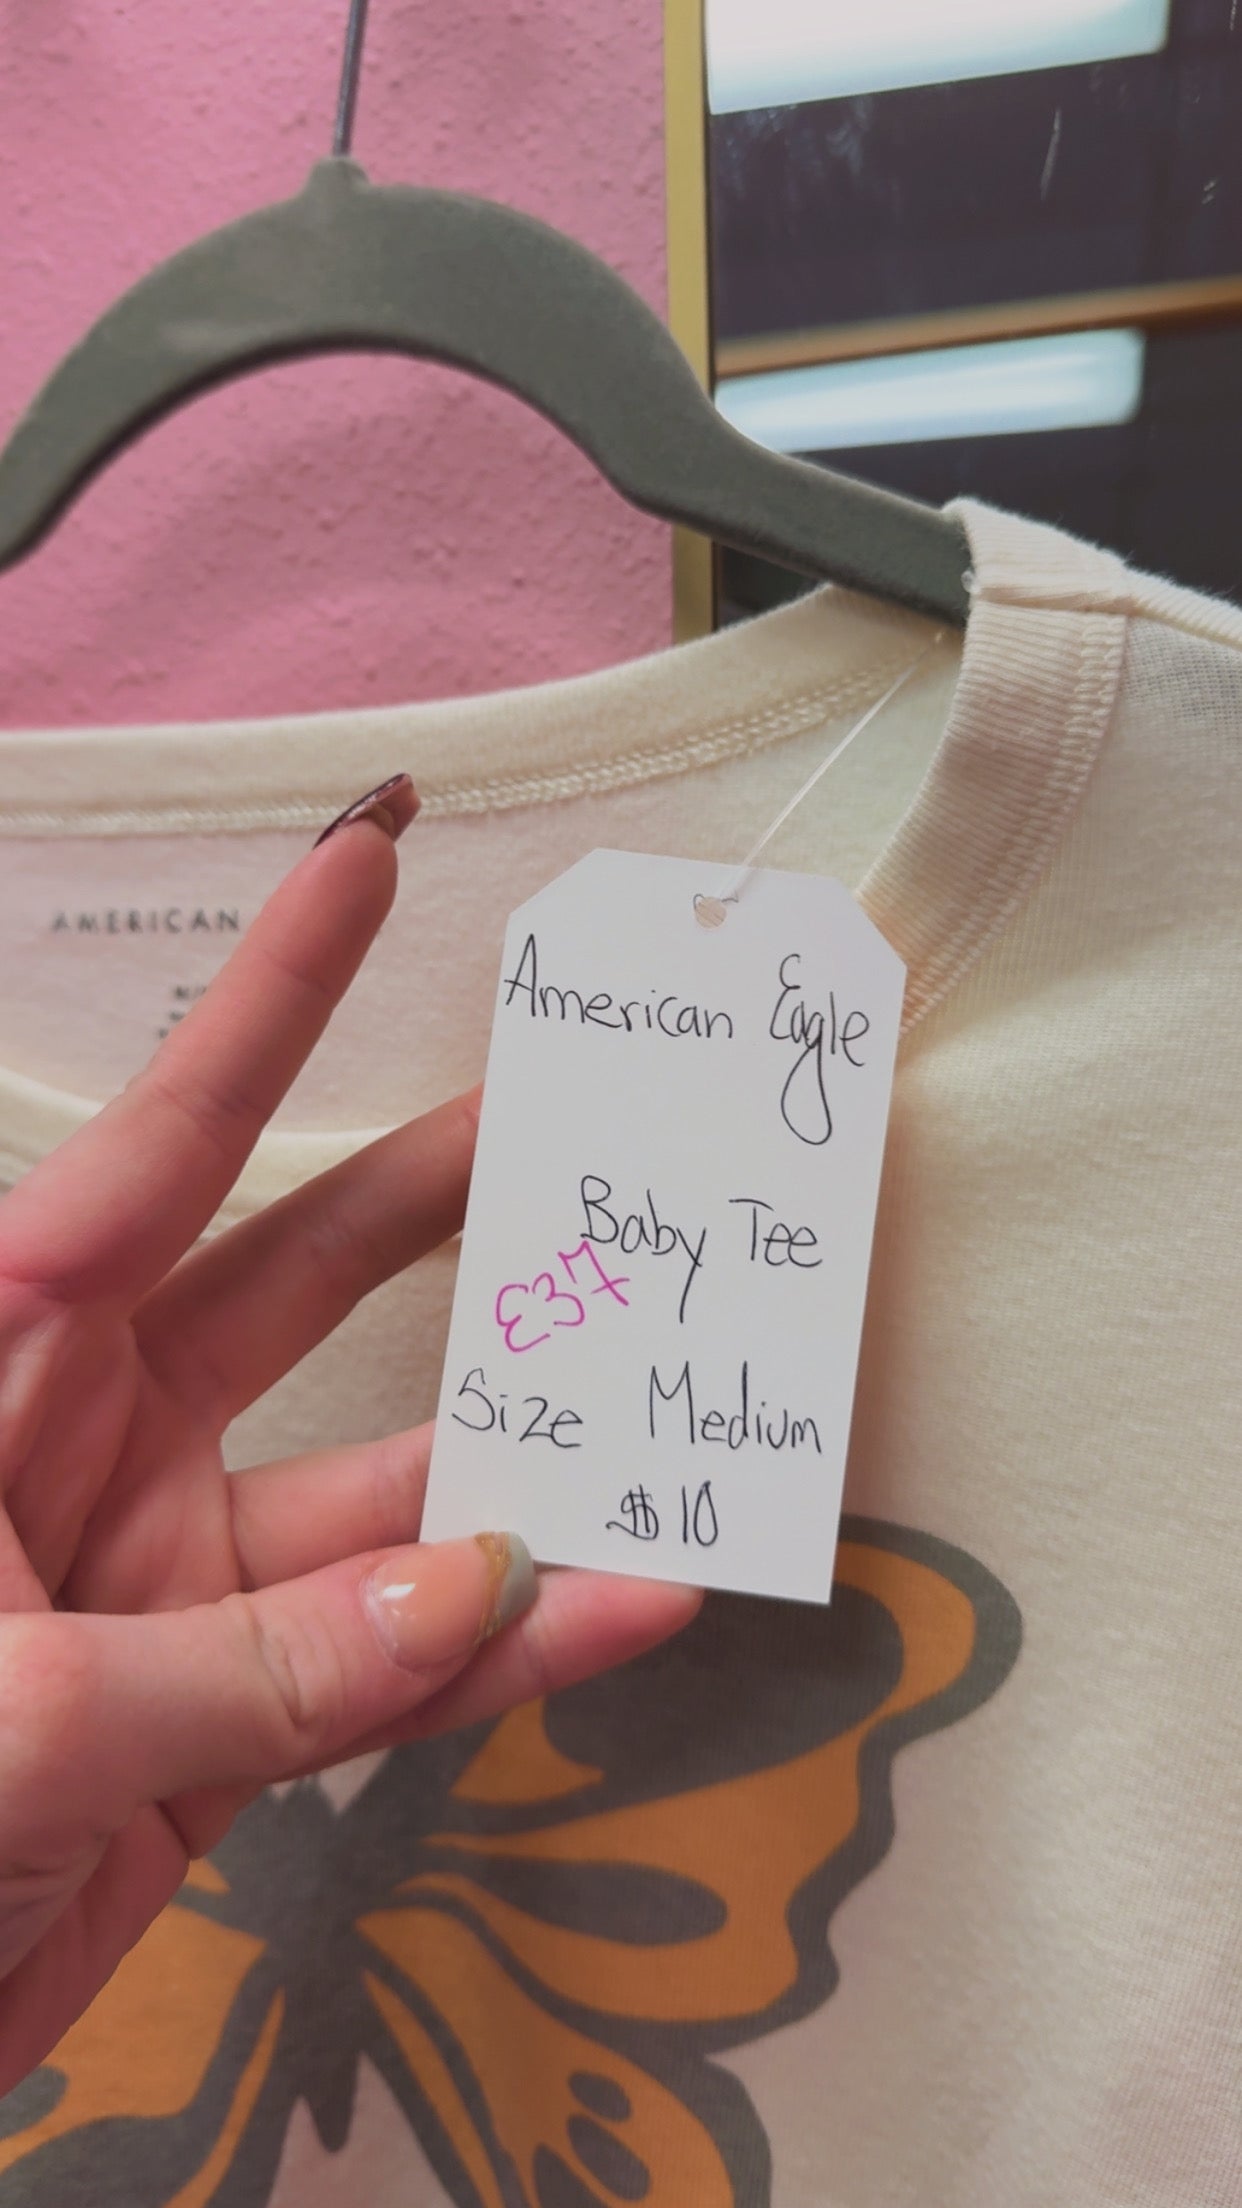 AMERICAN
American Eagle
Baby Tee
E37
Size Medium
$10